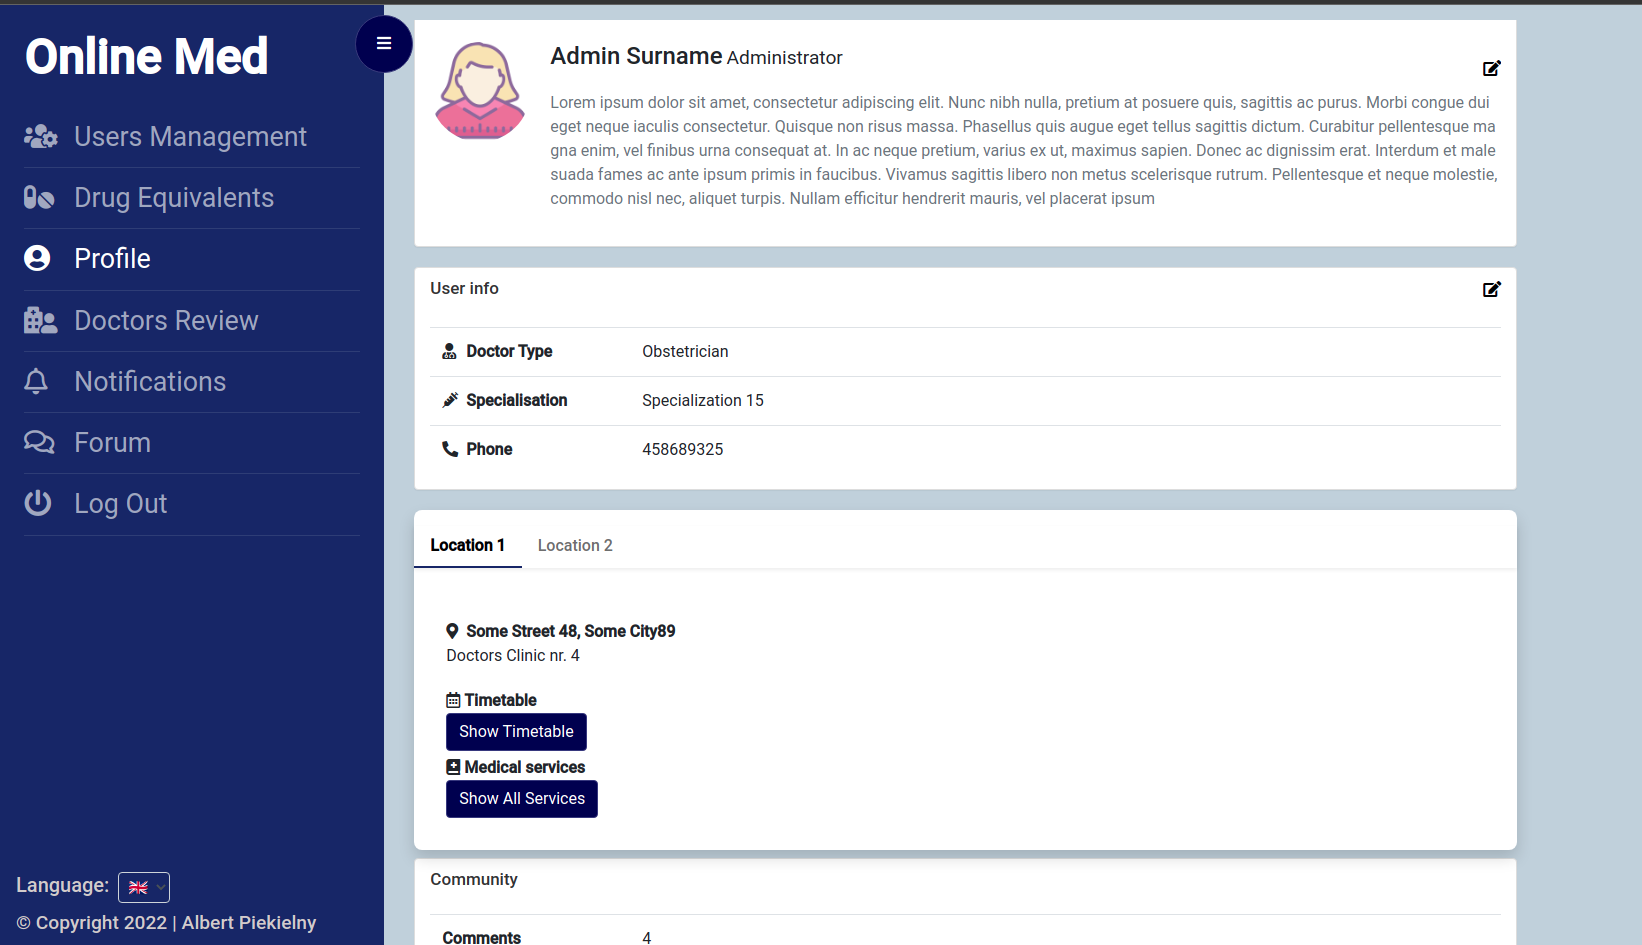 Online Med
Users Management
Drug Equivalents
Profile
Doctors Review
Notifications
Forum
Log Out
Language:
© Copyright 2022 | Albert Piekielny
Admin Surname Administrator
Lorem ipsum dolor sit amet, consectetur adipiscing elit. Nunc nibh nulla, pretium at posuere quis, sagittis ac purus. Morbi congue dui
eget neque iaculis consectetur. Quisque non risus massa. Phasellus quis augue eget tellus sagittis dictum. Curabitur pellentesque ma
gna enim, vel finibus urna consequat at. In ac neque pretium, varius ex ut, maximus sapien. Donec ac dignissim erat. Interdum et male
suada fames ac ante ipsum primis in faucibus. Vivamus sagittis libero non metus scelerisque rutrum. Pellentesque et neque molestie,
commodo nisl nec, aliquet turpis. Nullam efficitur hendrerit mauris, vel placerat ipsum
User info
Doctor Type Obstetrician
Specialisation Specialization 15
Phone 458689325
Location 1 Location 2
Some Street 48, Some City89
Doctors Clinic nr. 4
Timetable
Show Timetable
Medical services
Show All Services
Community
Comments 4